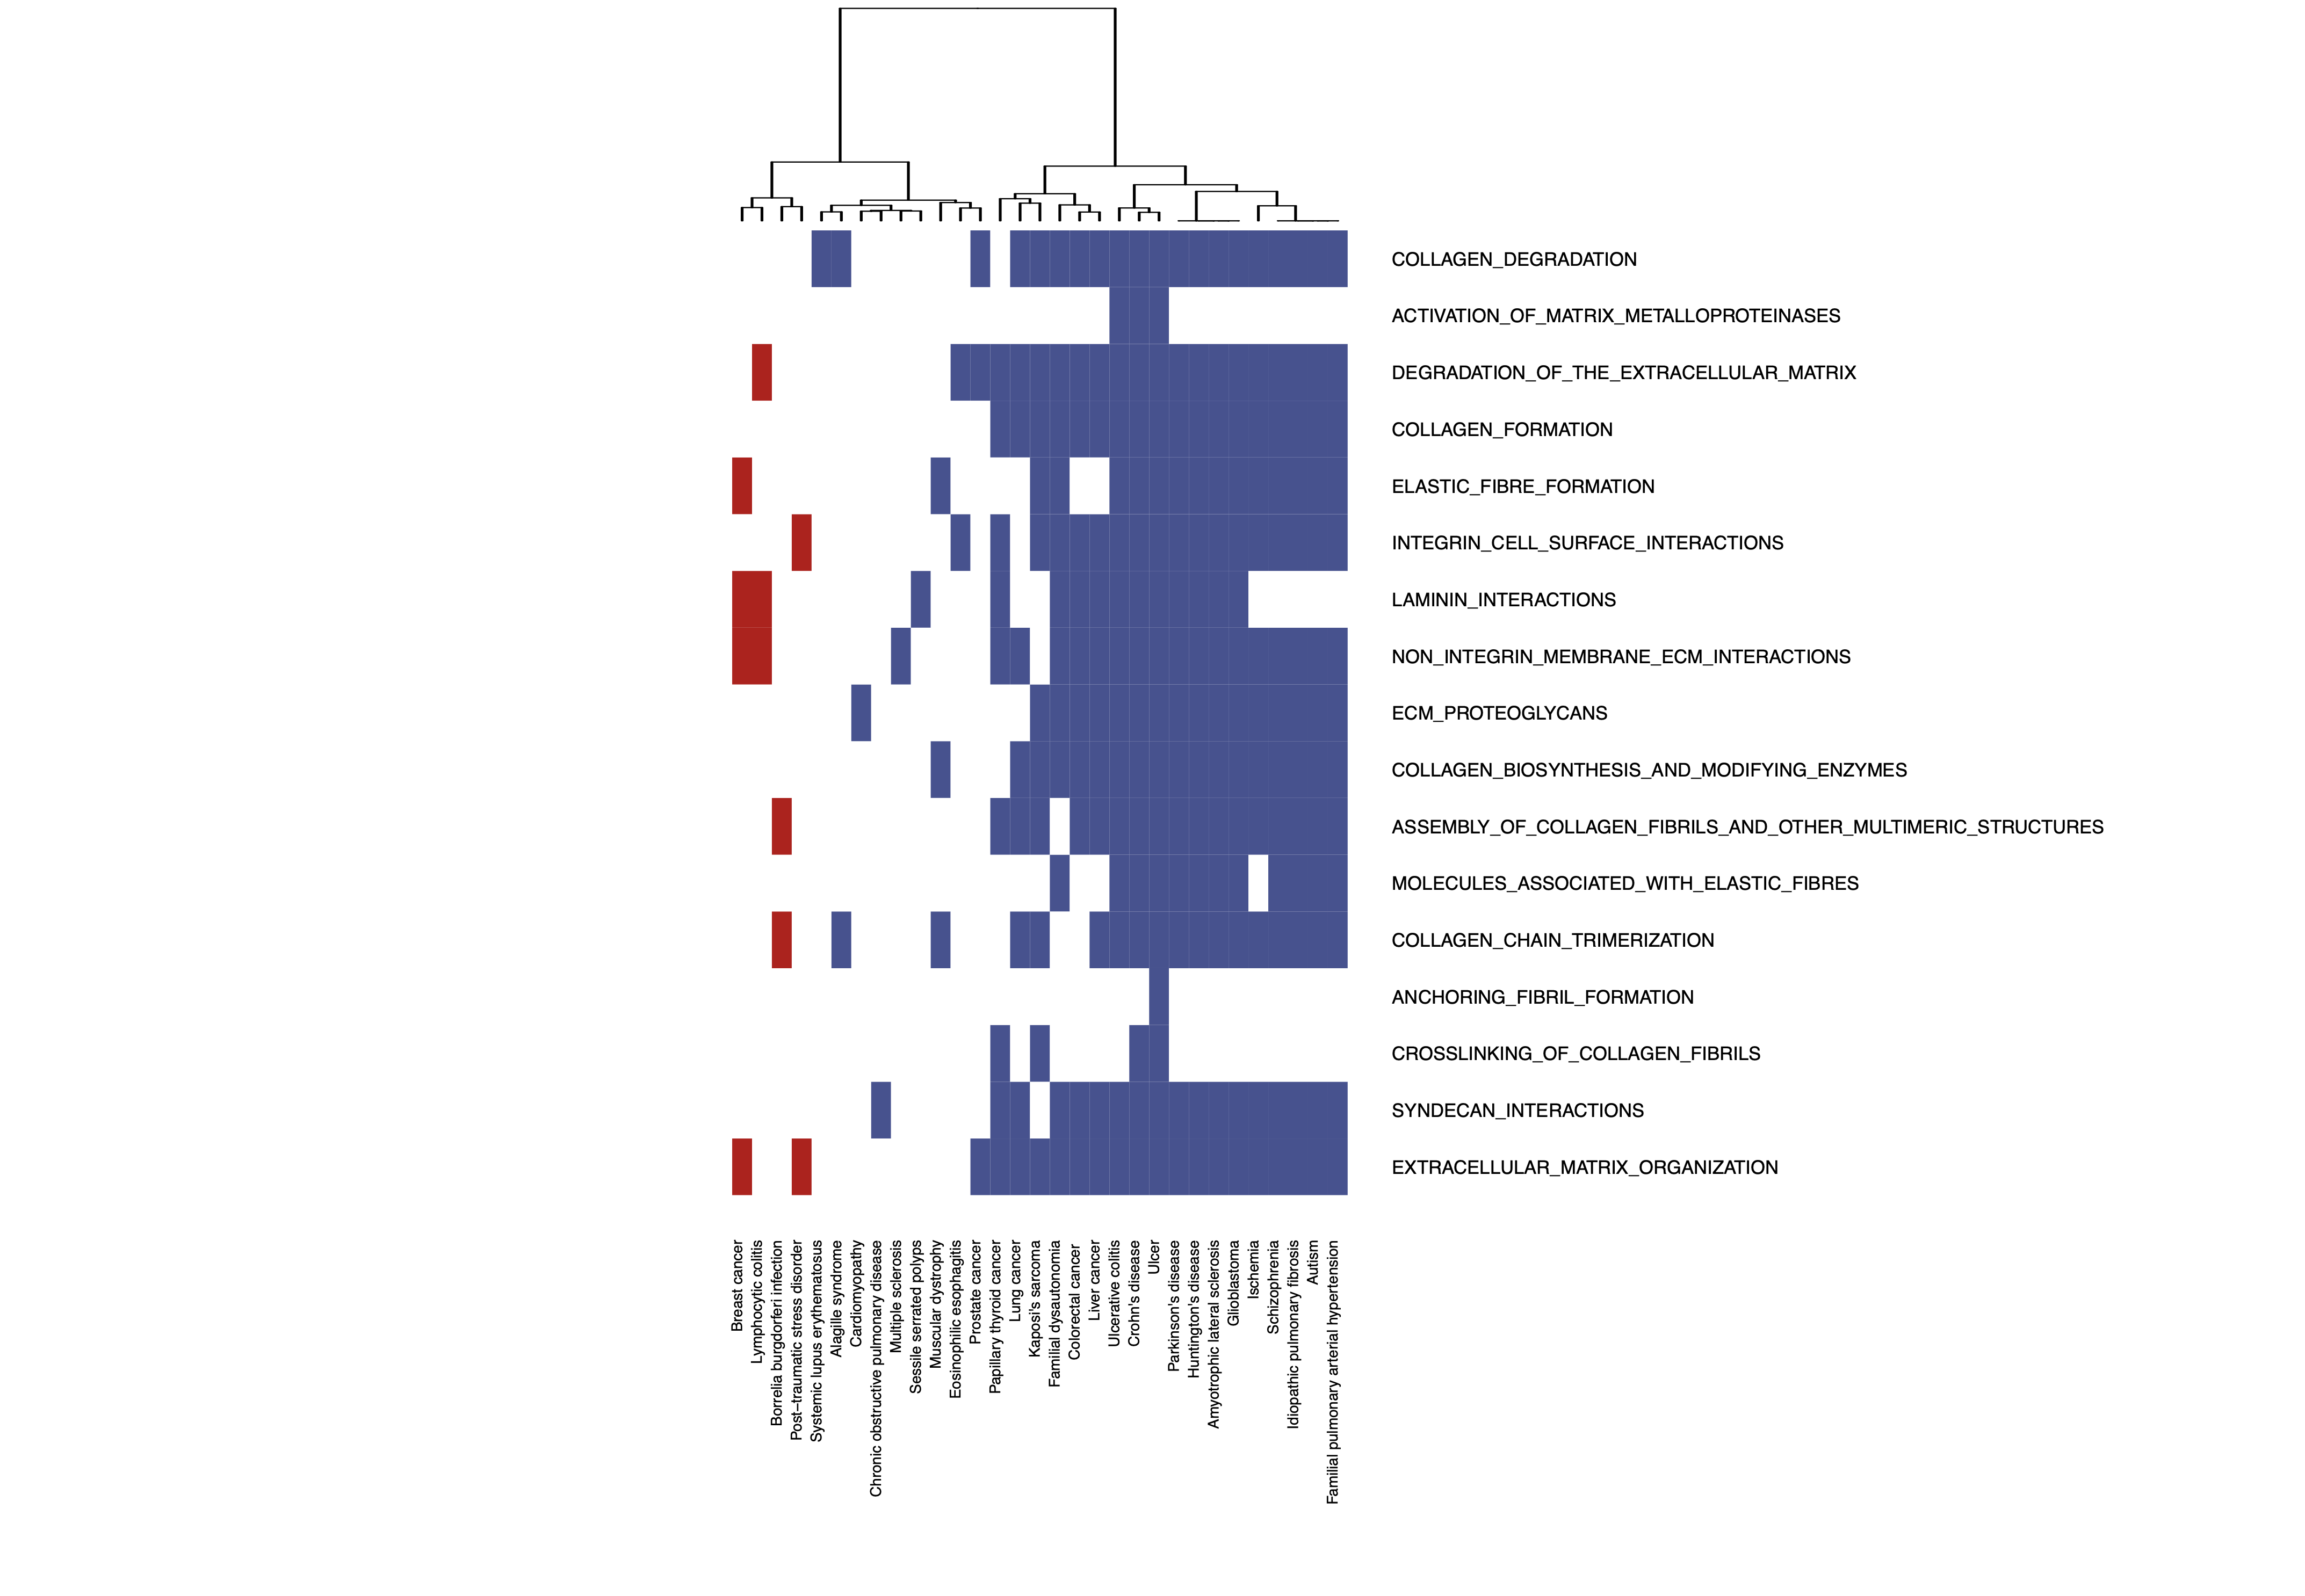 COLLAGEN_DEGRADATION
ACTIVATION_OF_MATRIX_METALLOPROTEINASES
DEGRADATION_OF_THE_EXTRACELLULAR_MATRIX
COLLAGEN_FORMATION
ELASTIC_FIBRE_FORMATION
INTEGRIN_CELL_SURFACE_INTERACTIONS
LAMININ_INTERACTIONS
NON_INTEGRIN_MEMBRANE_ECM_INTERACTIONS
ECM_PROTEOGLYCANS
COLLAGEN_BIOSYNTHESIS_AND_MODIFYING_ENZYMES
ASSEMBLY_OF_COLLAGEN_FIBRILS_AND_OTHER_MULTIMERIC_STRUCTURES
MOLECULES_ASSOCIATED_WITH_ELASTIC_FIBRES
COLLAGEN_CHAIN_TRIMERIZATION
ANCHORING_FIBRIL_FORMATION
CROSSLINKING_OF_COLLAGEN_FIBRILS
SYNDECAN_INTERACTIONS
EXTRACELLULAR_MATRIX_ORGANIZATION
Breast cancer
Lymphocytic colitis
Borrelia burgdorferi infection
Post−traumatic stress disorder
Systemic lupus erythematosus
Alagille syndrome
Cardiomyopathy
Chronic obstructive pulmonary disease
Multiple sclerosis
Sessile serrated polyps
Muscular dystrophy
Eosinophilic esophagitis
Prostate cancer
Papillary thyroid cancer
Lung cancer
Kaposi's sarcoma
Familial dysautonomia
Colorectal cancer
Liver cancer
Ulcerative colitis
Crohn's disease
Ulcer
Parkinson's disease
Huntington's disease
Amyotrophic lateral sclerosis
Glioblastoma
Ischemia
Schizophrenia
Idiopathic pulmonary fibrosis
Autism
Familial pulmonary arterial hypertension